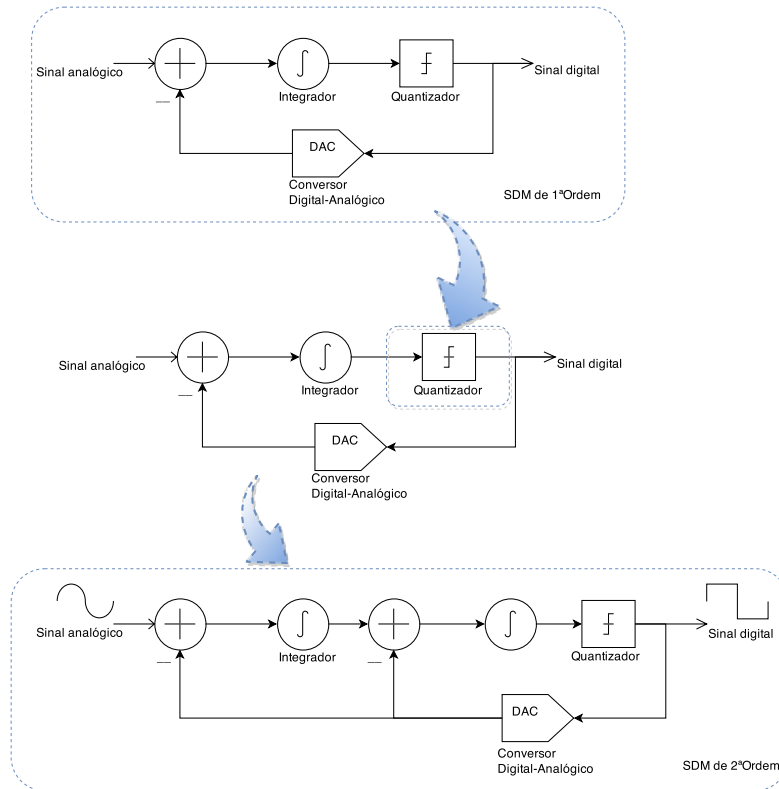 Sinal analógico
Integrador
Quantizador
Sinal digital
DAC
Conversor
Digital-Analógico
SDM de 1ªOrdem
Sinal analógico
Integrador
Quantizador
Sinal digital
DAC
Conversor
Digital-Analógico
Sinal analógico
Integrador
Quantizador
Sinal digital
DAC
Conversor
Digital-Analógico
SDM de 2ªOrdem